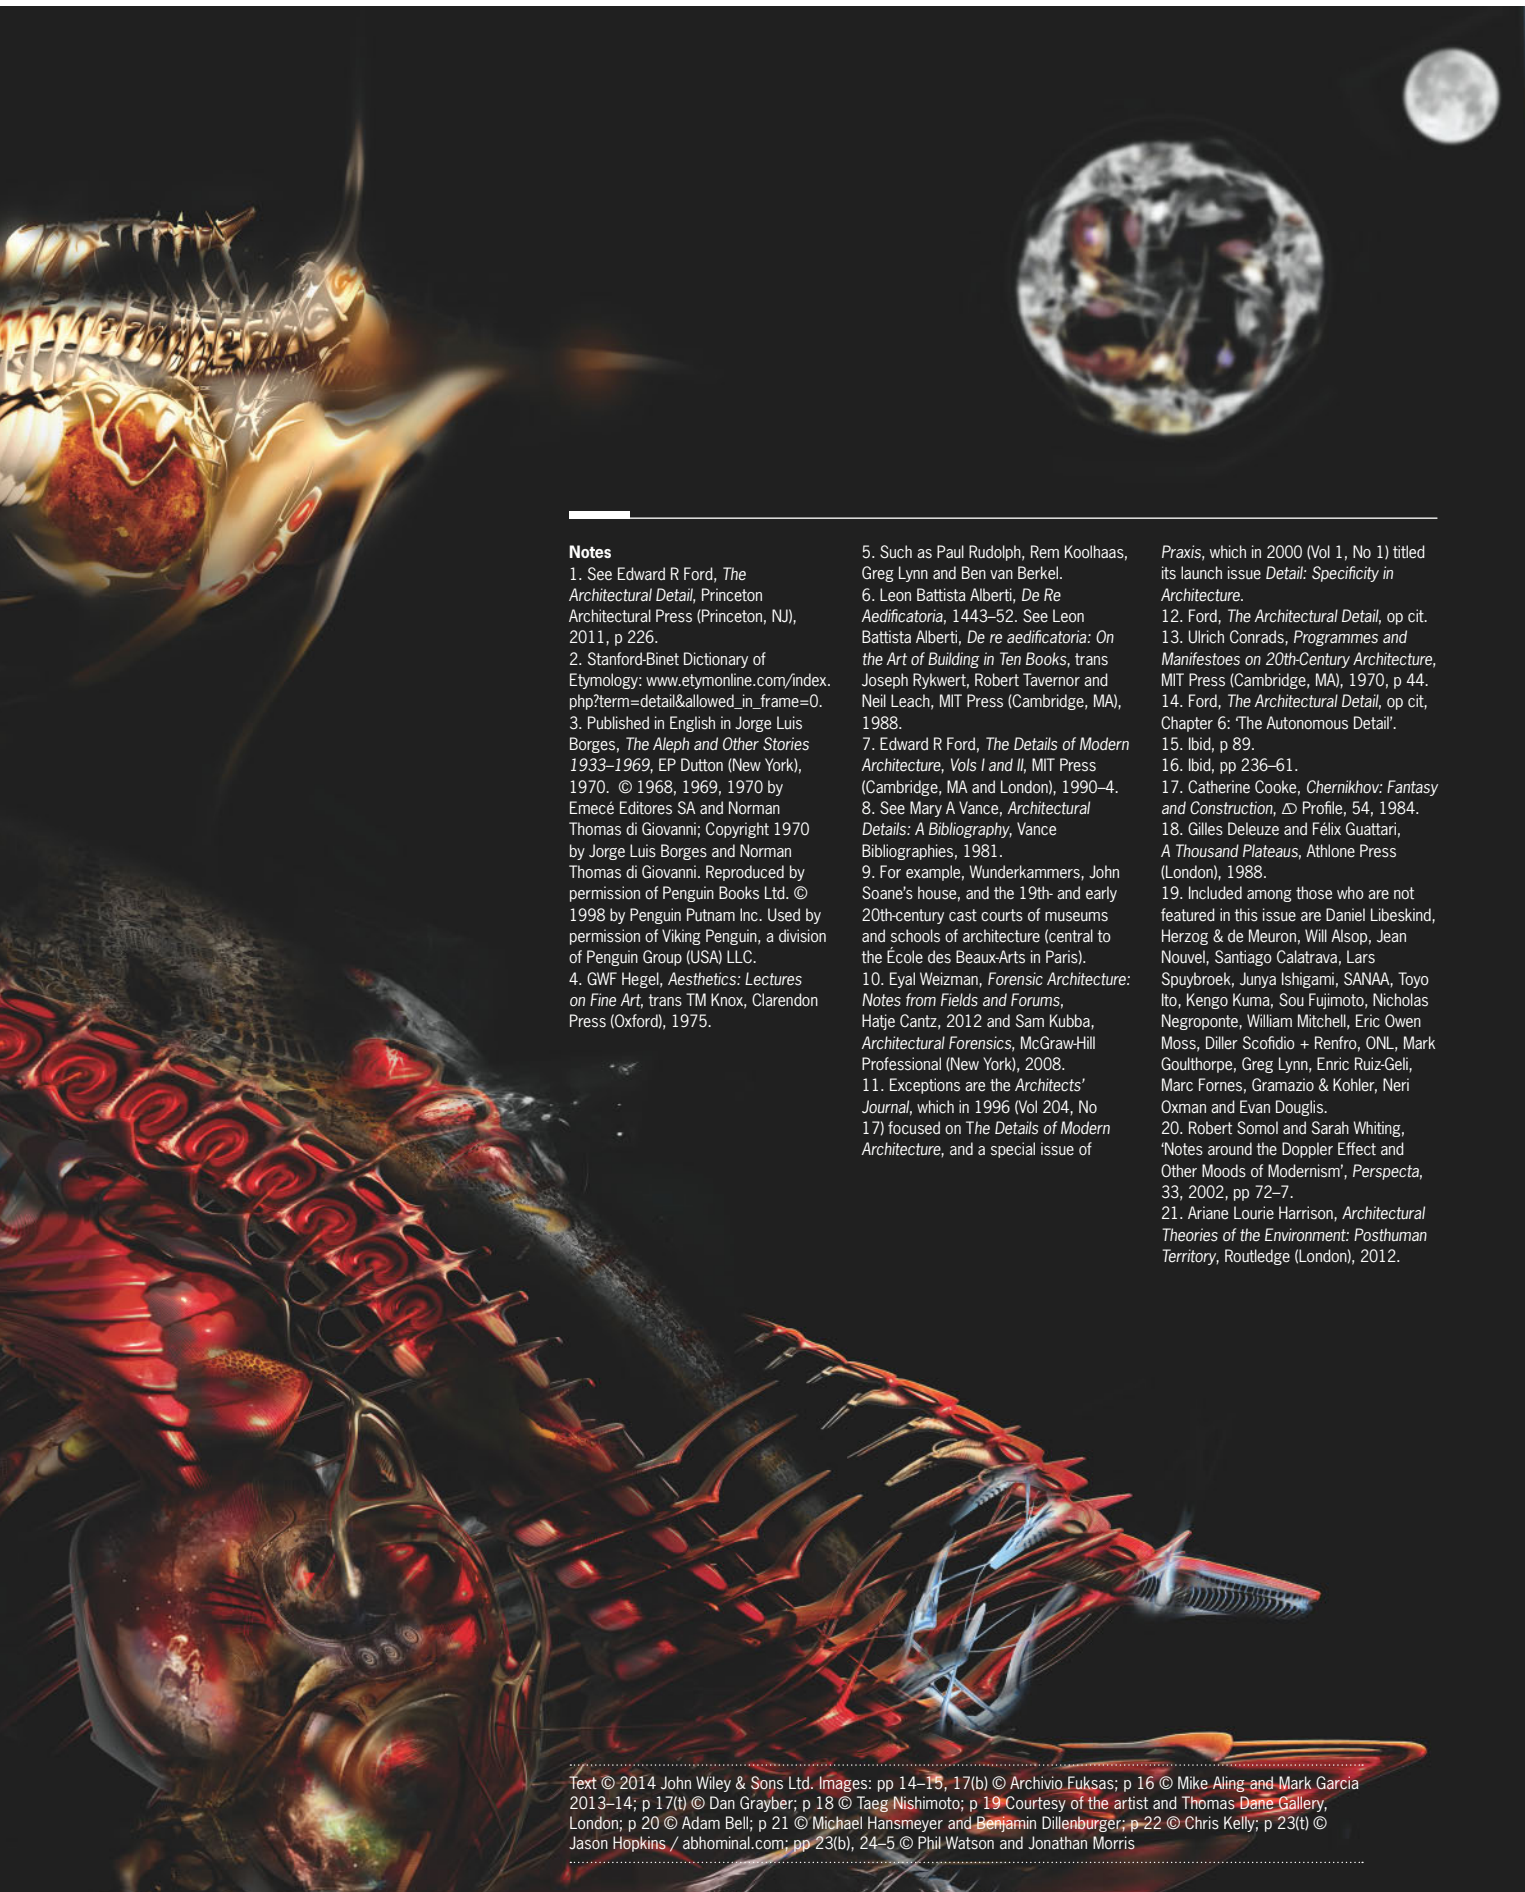 Notes
1. See Edward R Ford, The
Architectural Detail, Princeton
Architectural Press (Princeton, NJ),
2011, p 226.
2. Stanford-Binet Dictionary of
Etymology: www.etymonline.com/index.
php?term=detail&allowed_in_frame=0.
3. Published in English in Jorge Luis
Borges, The Aleph and Other Stories
1933–1969, EP Dutton (New York),
1970. © 1968, 1969, 1970 by
Emecé Editores SA and Norman
Thomas di Giovanni; Copyright 1970
by Jorge Luis Borges and Norman
Thomas di Giovanni. Reproduced by
permission of Penguin Books Ltd. ©
1998 by Penguin Putnam Inc. Used by
permission of Viking Penguin, a division
of Penguin Group (USA) LLC.
4. GWF Hegel, Aesthetics: Lectures
on Fine Art, trans TM Knox, Clarendon
Press (Oxford), 1975.
5. Such as Paul Rudolph, Rem Koolhaas,
Greg Lynn and Ben van Berkel.
6. Leon Battista Alberti, De Re
Aedificatoria, 1443–52. See Leon
Battista Alberti, De re aedificatoria: On
the Art of Building in Ten Books, trans
Joseph Rykwert, Robert Tavernor and
Neil Leach, MIT Press (Cambridge, MA),
1988.
7. Edward R Ford, The Details of Modern
Architecture, Vols I and II, MIT Press
(Cambridge, MA and London), 1990–4.
8. See Mary A Vance, Architectural
Details: A Bibliography, Vance
Bibliographies, 1981.
9. For example, Wunderkammers, John
Soane's house, and the 19th- and early
20th-century cast courts of museums
and schools of architecture (central to
the École des Beaux-Arts in Paris).
10. Eyal Weizman, Forensic Architecture:
Notes from Fields and Forums,
Hatje Cantz, 2012 and Sam Kubba,
Architectural Forensics, McGraw-Hill
Professional (New York), 2008.
11. Exceptions are the Architects'
Journal, which in 1996 (Vol 204, No
17) focused on The Details of Modern
Architecture, and a special issue of
Praxis, which in 2000 (Vol 1, No 1) titled
its launch issue Detail: Specificity in
Architecture.
12. Ford, The Architectural Detail, op cit.
13. Ulrich Conrads, Programmes and
Manifestoes on 20th-Century Architecture,
MIT Press (Cambridge, MA), 1970, p 44.
14. Ford, The Architectural Detail, op cit,
Chapter 6: 'The Autonomous Detail'.
15. Ibid, p 89.
16. Ibid, pp 236–61.
17. Catherine Cooke, Chernikhov: Fantasy
and Construction, AD Profile, 54, 1984.
18. Gilles Deleuze and Félix Guattari,
A Thousand Plateaus, Athlone Press
(London), 1988.
19. Included among those who are not
featured in this issue are Daniel Libeskind,
Herzog & de Meuron, Will Alsop, Jean
Nouvel, Santiago Calatrava, Lars
Spuybroek, Junya Ishigami, SANAA, Toyo
Ito, Kengo Kuma, Sou Fujimoto, Nicholas
Negroponte, William Mitchell, Eric Owen
Moss, Diller Scofidio + Renfro, ONL, Mark
Goulthorpe, Greg Lynn, Enric Ruiz-Geli,
Marc Fornes, Gramazio & Kohler, Neri
Oxman and Evan Douglis.
20. Robert Somol and Sarah Whiting,
'Notes around the Doppler Effect and
Other Moods of Modernism', Perspecta,
33, 2002, pp 72–7.
21. Ariane Lourie Harrison, Architectural
Theories of the Environment: Posthuman
Territory, Routledge (London), 2012.
Text © 2014 John Wiley & Sons Ltd. Images: pp 14–15, 17(b) © Archivio Fuksas; p 16 © Mike Aling and Mark Garcia
2013–14; p 17(t) © Dan Grayber; p 18 © Taeg Nishimoto; p 19 Courtesy of the artist and Thomas Dane Gallery,
London; p 20 © Adam Bell; p 21 © Michael Hansmeyer and Benjamin Dillenburger; p 22 © Chris Kelly; p 23(t) ©
Jason Hopkins / abhominal.com; pp 23(b), 24–5 © Phil Watson and Jonathan Morris